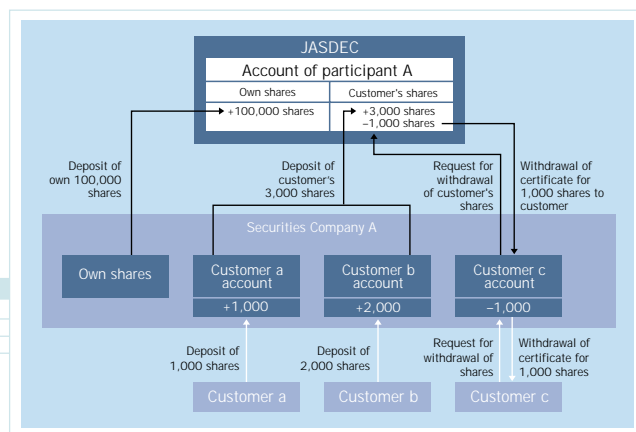 JASDEC
Account of participant A
Own shares
Customer's shares
+100,000 shares
+3,000 shares
–1,000 shares
Deposit of
own 100,000
shares
Deposit of
customer's
3,000 shares
Request for
withdrawal
of customer's
shares
Withdrawal of
certificate for
1,000 shares to
customer
Securities Company A
Own shares
Customer a
account
+1,000
Customer b
account
+2,000
Customer c
account
–1,000
Deposit of
1,000 shares
Deposit of
2,000 shares
Request for
withdrawal of
shares
Withdrawal of
certificate for
1,000 shares
Customer a
Customer b
Customer c